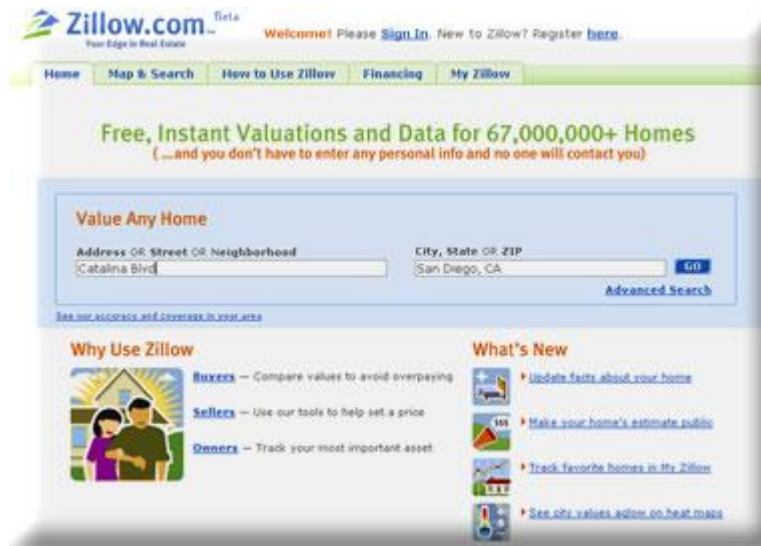 Zillow.com Beta
Your Edge in Real Estate
Welcome! Please Sign In. New to Zillow? Register here.
Home Map & Search How to Use Zillow Financing My Zillow
Free, Instant Valuations and Data for 67,000,000+ Homes
(...and you don't have to enter any personal info and no one will contact you)
Value Any Home
Address OR Street OR Neighborhood City, State OR ZIP
Catalina Blvd San Diego, CA GO
Advanced Search
See our accuracy and coverage in your area
Why Use Zillow What's New
Buyers — Compare values to avoid overpaying Update facts about your home
Sellers — Use our tools to help set a price Make your home's estimate public
Owners — Track your most important asset Track favorite homes in My Zillow
See city values aglow on heat maps